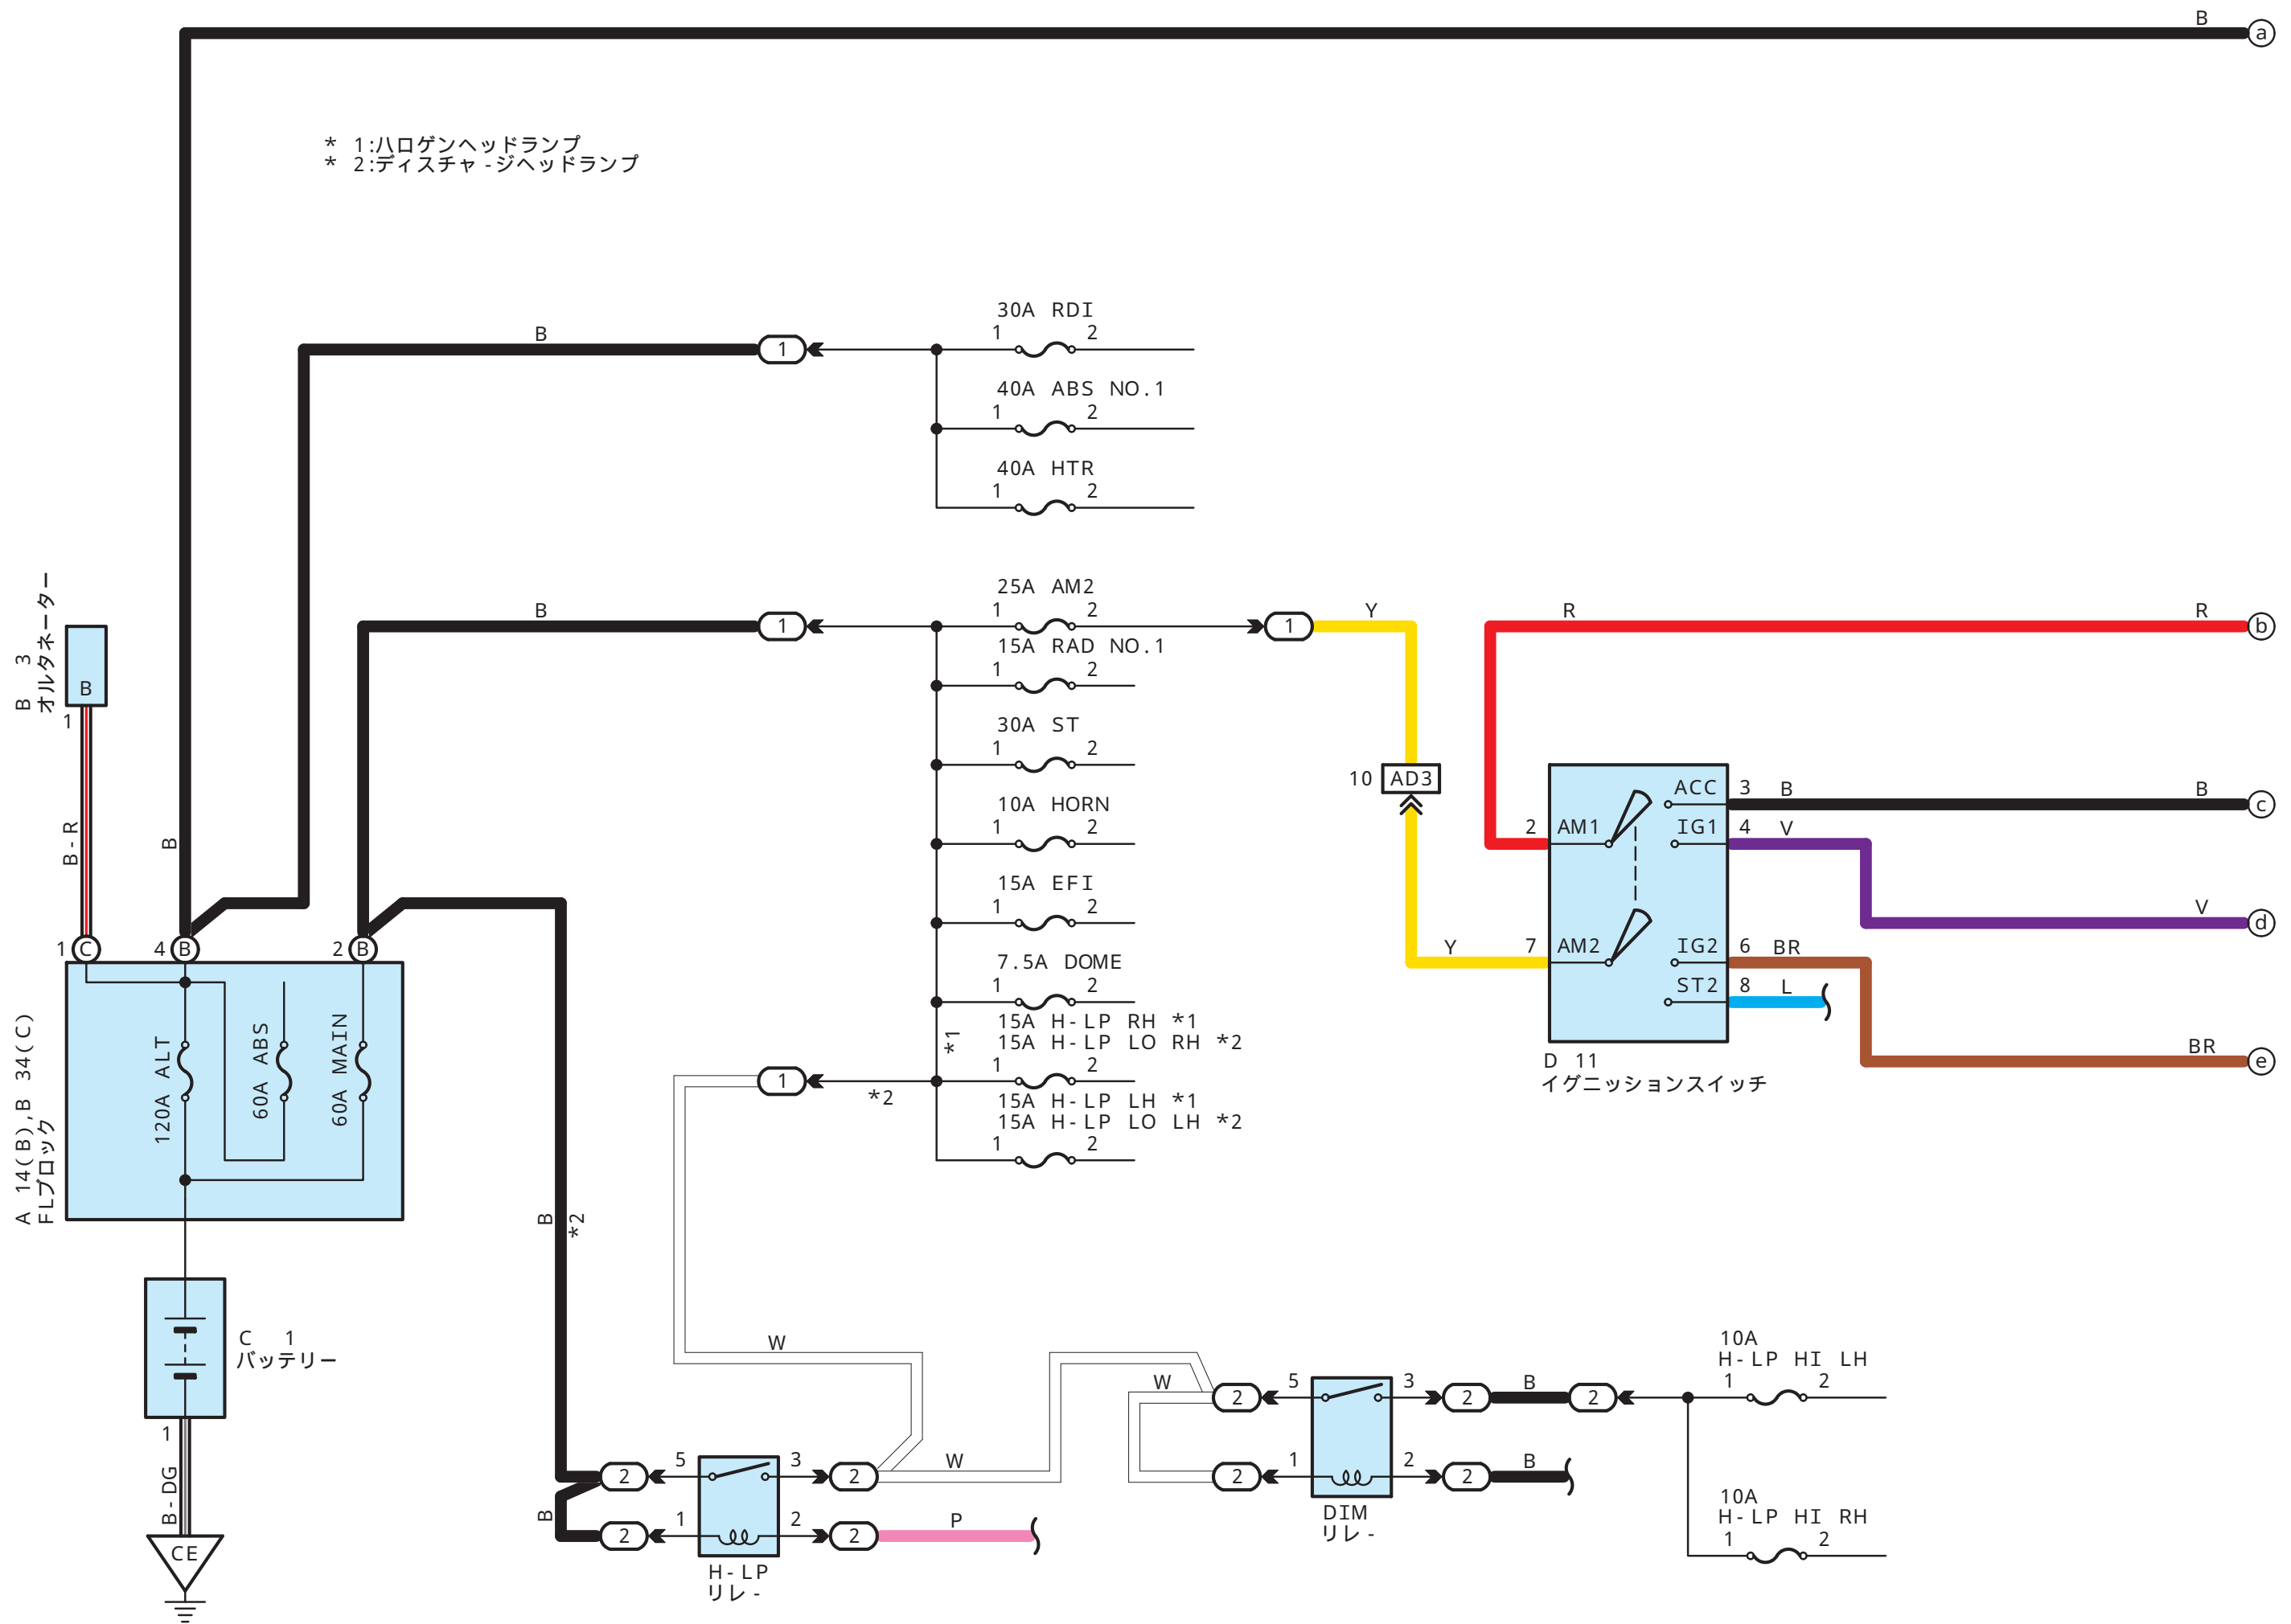 B
a
* 1:ハロゲンヘッドランプ
* 2:ディスチャ-ジヘッドランプ
30A RDI
1 2
B
1
40A ABS NO.1
1 2
40A HTR
1 2
25A AM2
1 2
B
1
1
Y
R
R
b
15A RAD NO.1
1 2
B 3
オルタネーター
B
1
B-R
B
30A ST
1 2
10 AD3
10A HORN
1 2
15A EFI
1 2
7.5A DOME
1 2
*1
15A H-LP RH *1
15A H-LP LO RH *2
1 2
1
*2
15A H-LP LH *1
15A H-LP LO LH *2
1 2
ACC 3 B
B
c
2 AM1
IG1 4 V
V
d
Y
7 AM2
IG2 6 BR
ST2 8 L
BR
e
D 11
イグニッションスイッチ
1 C
4 B
2 B
A 14(B),B 34(C)
FLブロック
120A ALT
60A ABS
60A MAIN
B
*2
C 1
バッテリー
1
B-DG
CE
W
W
W
2 5
3 2
B
2 1
2 2
P
H-LP
リレ-
2 5
3 2
B
2
2 1
2 2
B
DIM
リレ-
10A
H-LP HI LH
1 2
10A
H-LP HI RH
1 2